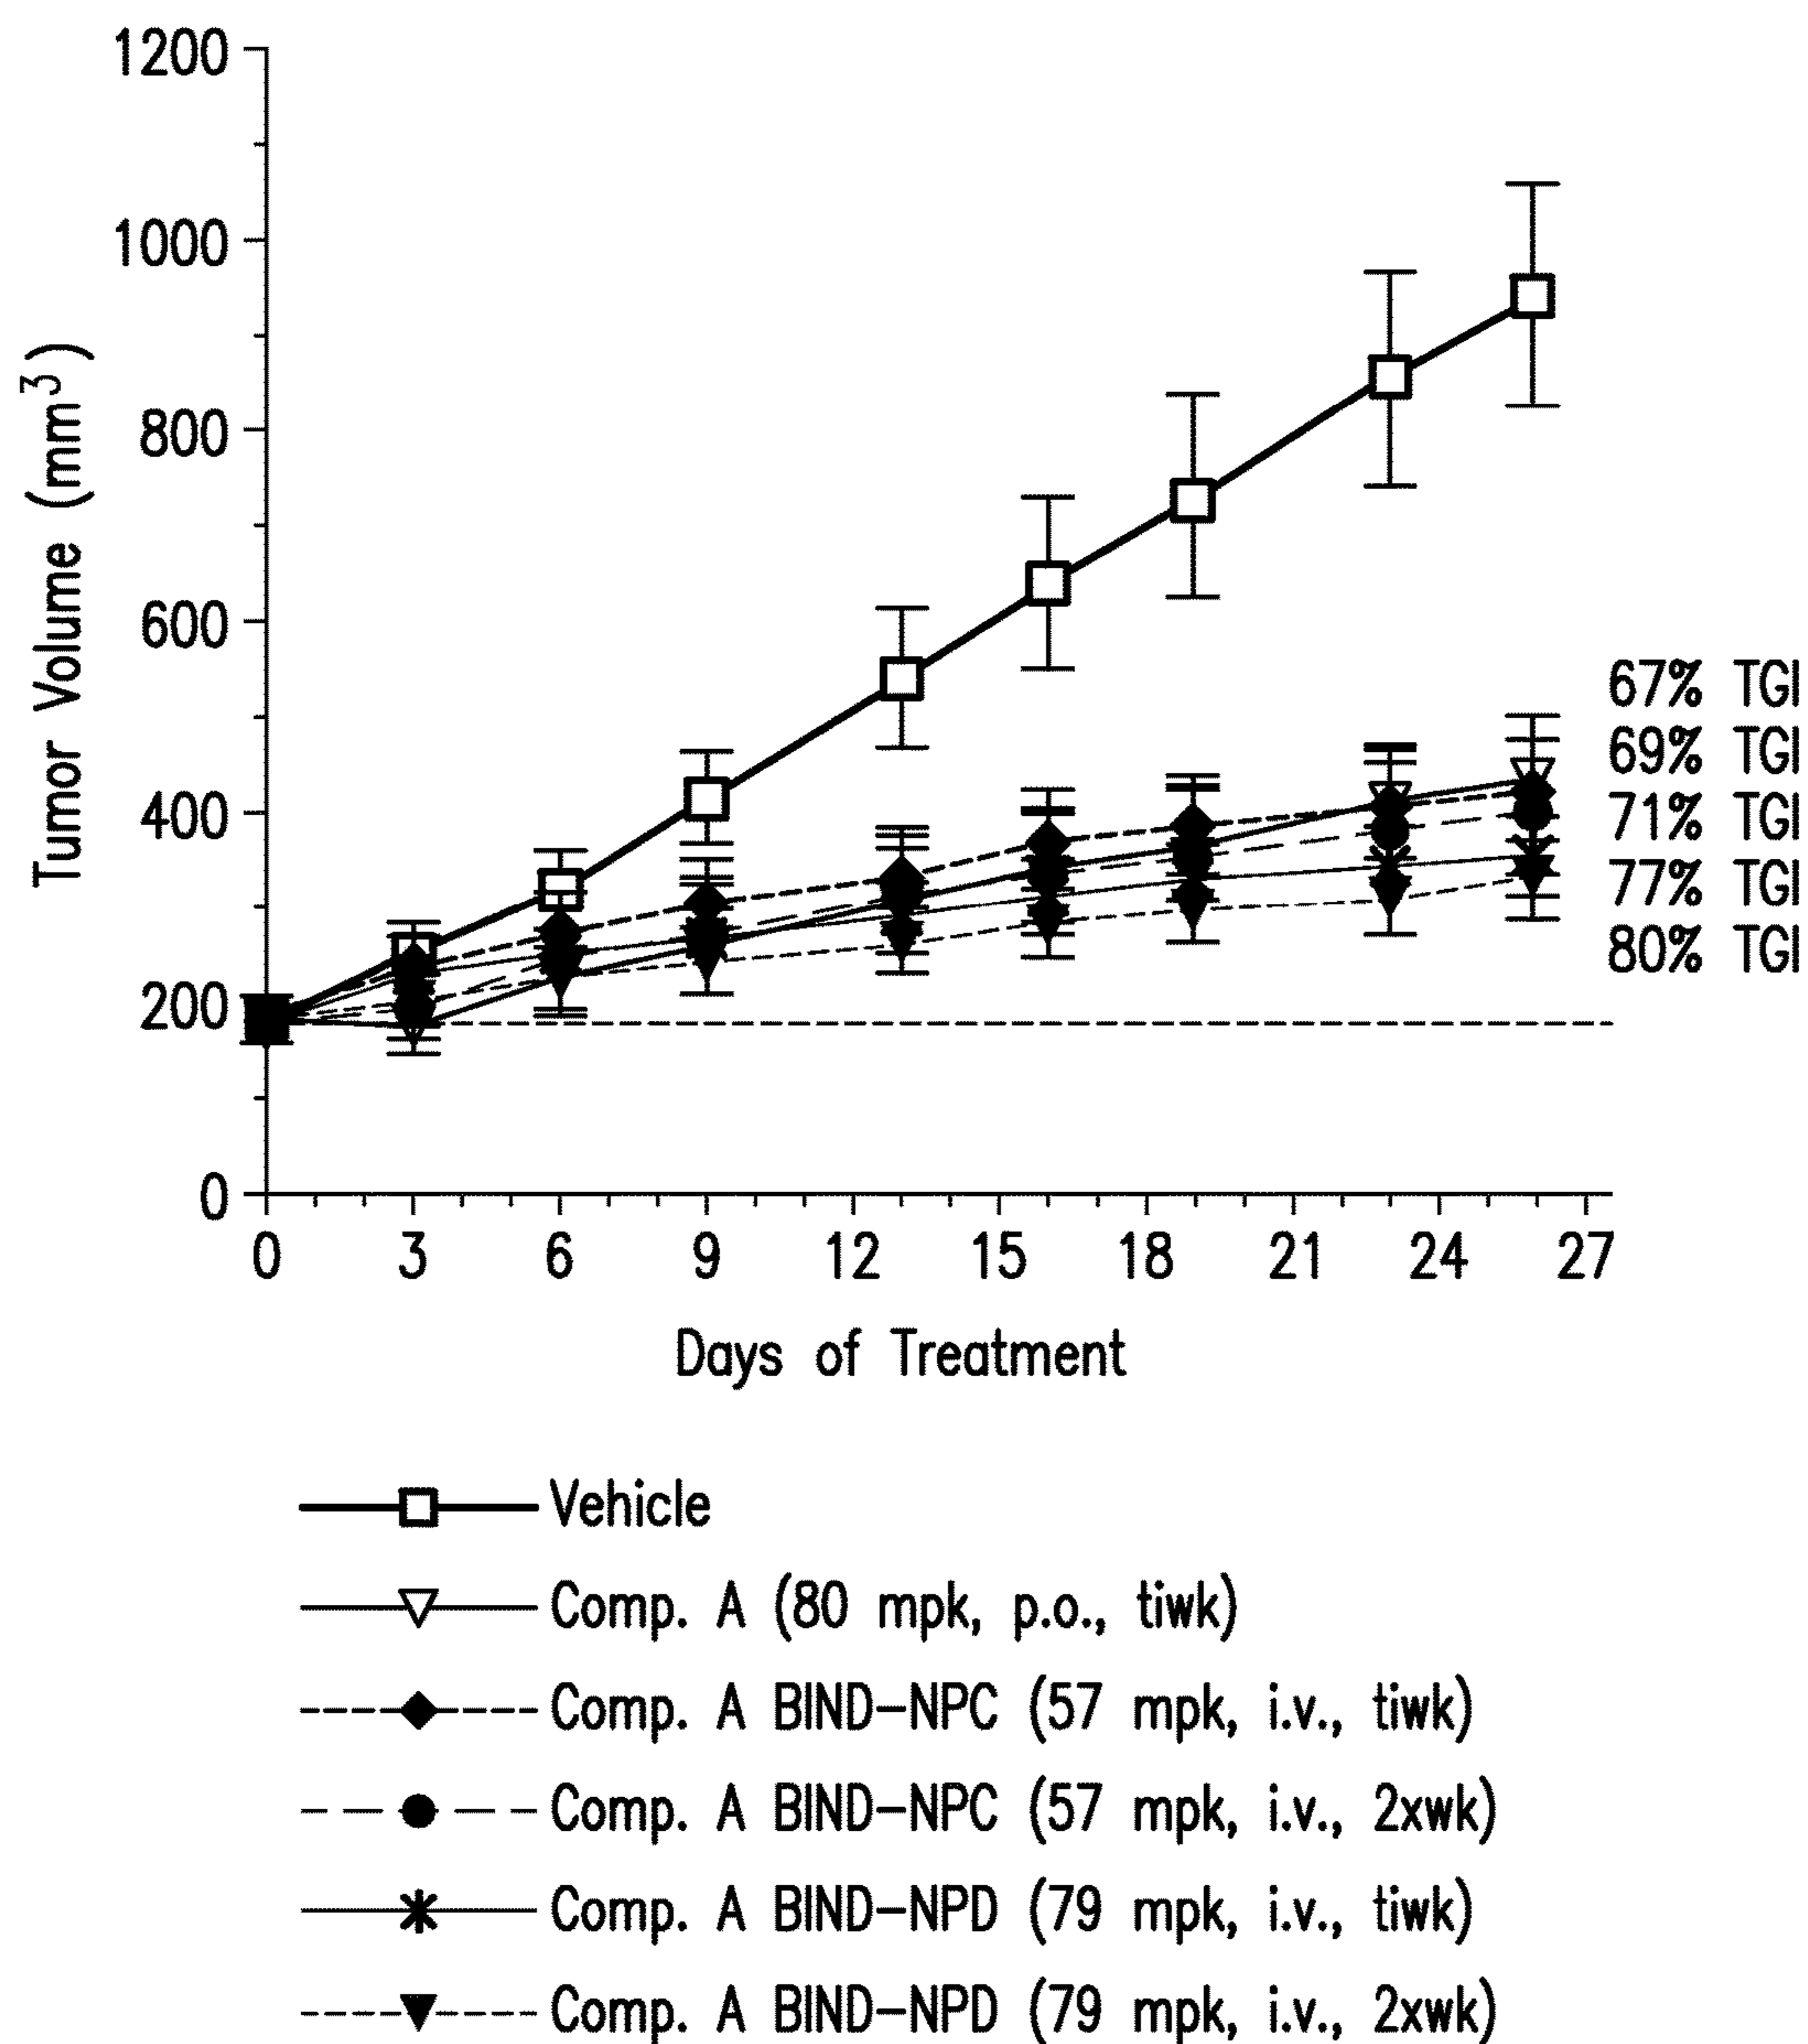 1200
1000
800
600
400
200
0
Tumor Volume (mm³)
67% TGI
69% TGI
71% TGI
77% TGI
80% TGI
0 3 6 9 12 15 18 21 24 27
Days of Treatment
Vehicle
Comp. A (80 mpk, p.o., tiwk)
Comp. A BIND-NPC (57 mpk, i.v., tiwk)
Comp. A BIND-NPC (57 mpk, i.v., 2xwk)
Comp. A BIND-NPD (79 mpk, i.v., tiwk)
Comp. A BIND-NPD (79 mpk, i.v., 2xwk)